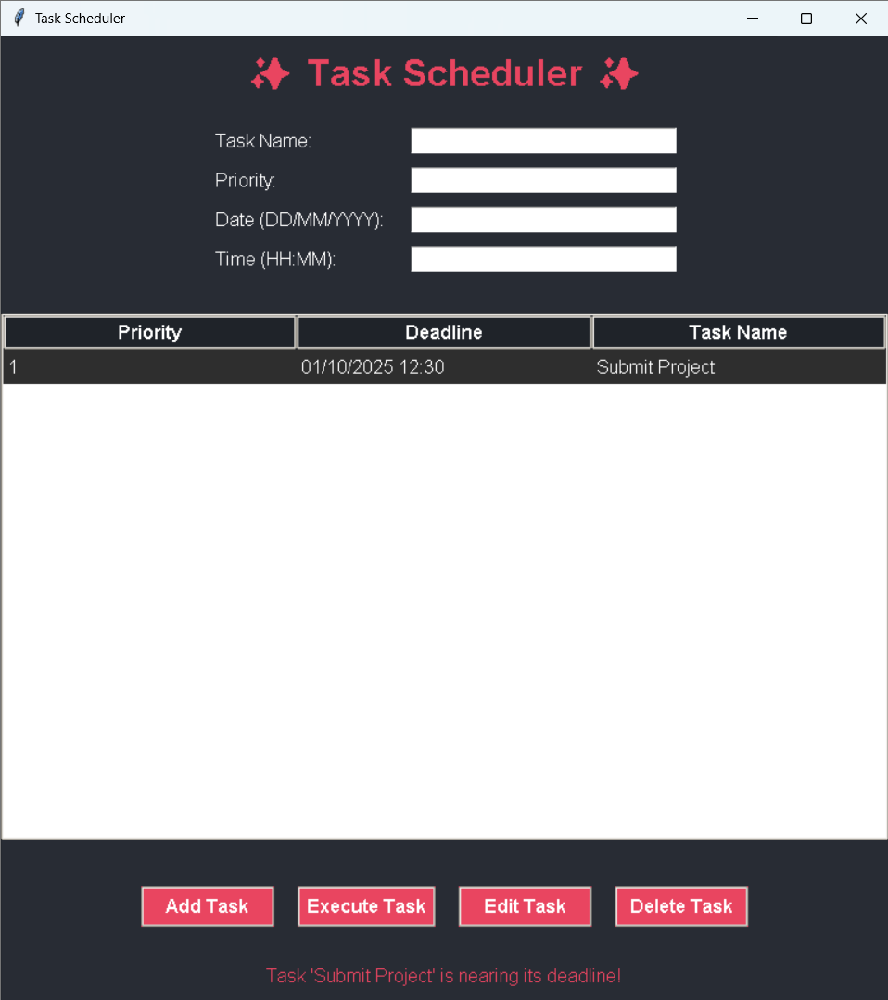 Task Scheduler
✨ Task Scheduler ✨
Task Name:
Priority:
Date (DD/MM/YYYY):
Time (HH:MM):
Priority Deadline Task Name
1 01/10/2025 12:30 Submit Project
Add Task Execute Task Edit Task Delete Task
Task 'Submit Project' is nearing its deadline!